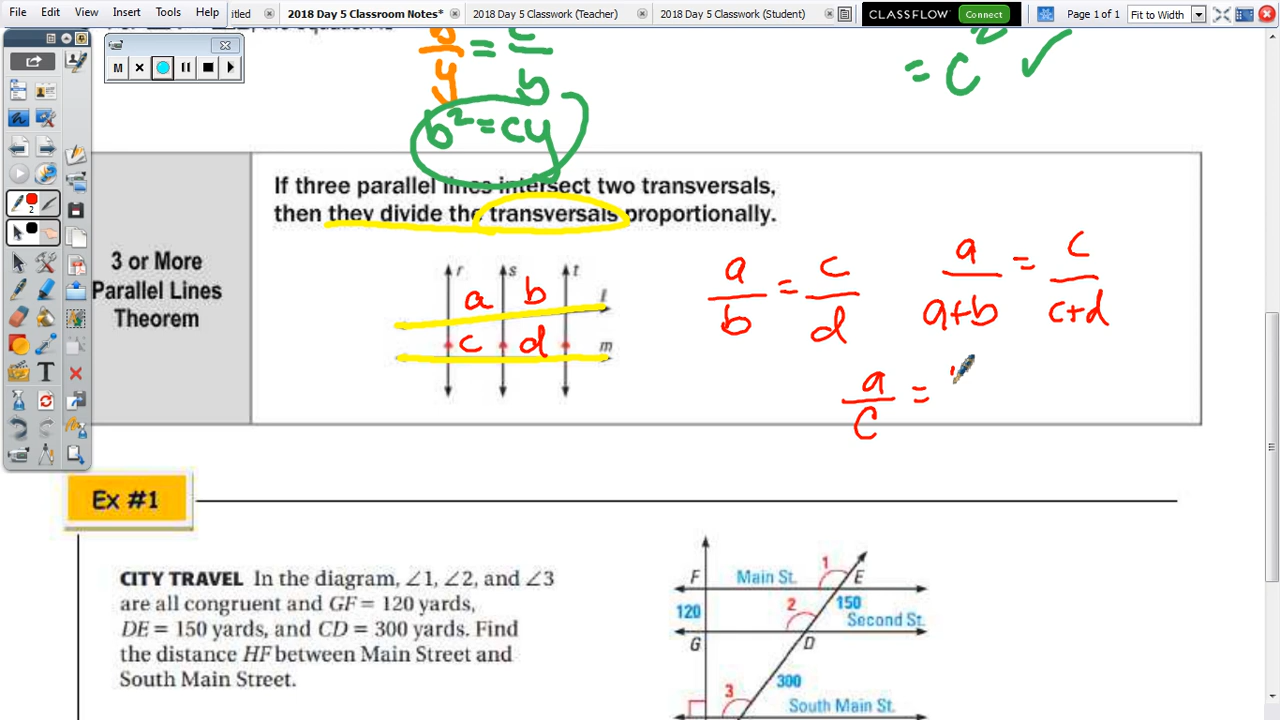 File Edit View Insert Tools Help
titled 2018 Day 5 Classroom Notes* 2018 Day 5 Classwork (Teacher) 2018 Day 5 Classwork (Student) CLASSFLOW Connect Page 1 of 1 Fit to Width
the equation is
b/y = c/b
= c² ✓
b² = cy
If three parallel lines intersect two transversals,
then they divide the transversals proportionally.
3 or More
Parallel Lines
Theorem
r s t
a b l
c d m
a/b = c/d
a/(a+b) = c/(c+d)
a/c =
Ex #1
CITY TRAVEL In the diagram, ∠1, ∠2, and ∠3
are all congruent and GF = 120 yards,
DE = 150 yards, and CD = 300 yards. Find
the distance HF between Main Street and
South Main Street.
F Main St. 1 E
120 2 150
Second St.
G D
3 300
South Main St.